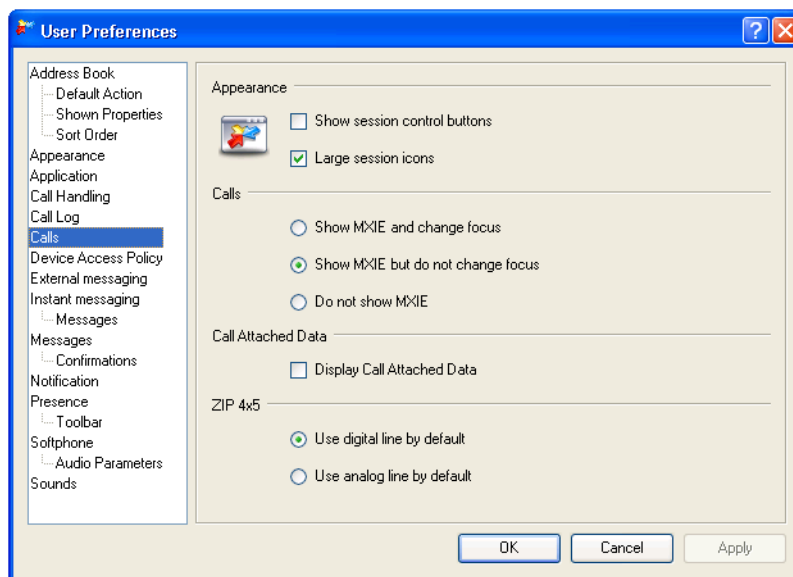 User Preferences
Address Book
Default Action
Shown Properties
Sort Order
Appearance
Application
Call Handling
Call Log
Calls
Device Access Policy
External messaging
Instant messaging
Messages
Messages
Confirmations
Notification
Presence
Toolbar
Softphone
Audio Parameters
Sounds
Appearance
Show session control buttons
Large session icons
Calls
Show MXIE and change focus
Show MXIE but do not change focus
Do not show MXIE
Call Attached Data
Display Call Attached Data
ZIP 4x5
Use digital line by default
Use analog line by default
OK Cancel Apply